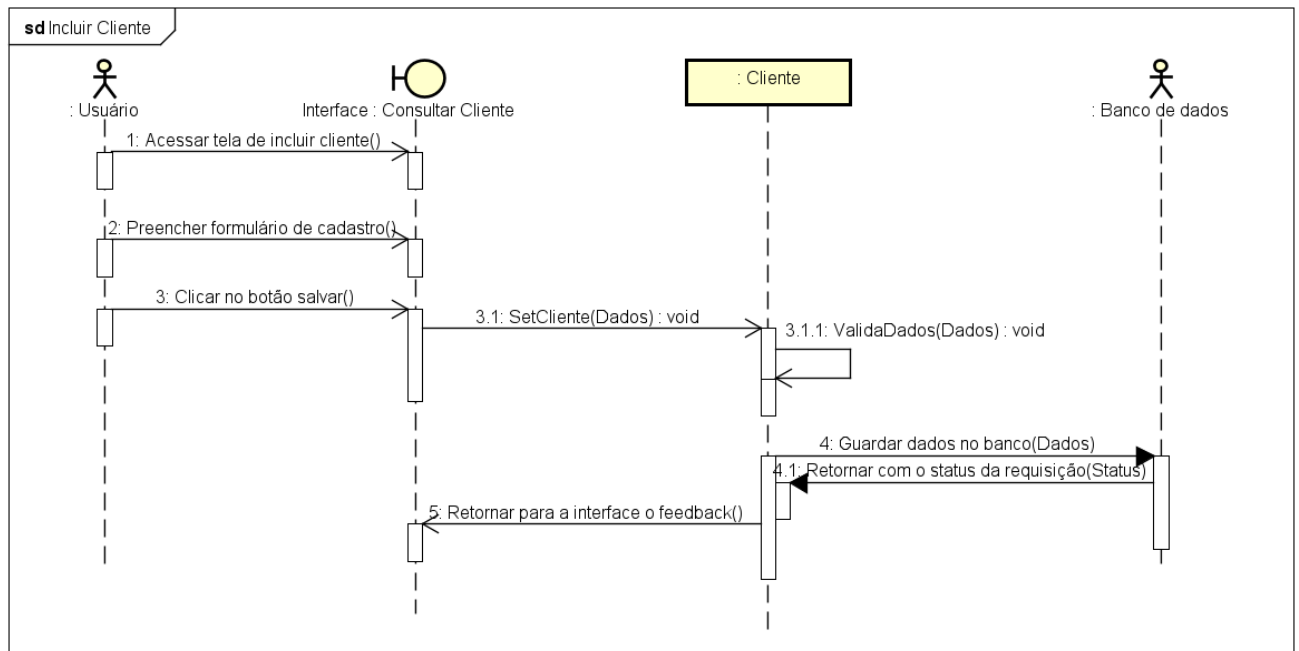 sd Incluir Cliente
: Usuário
Interface : Consultar Cliente
: Cliente
: Banco de dados
1: Acessar tela de incluir cliente()
2: Preencher formulário de cadastro()
3: Clicar no botão salvar()
3.1: SetCliente(Dados) : void
3.1.1: ValidaDados(Dados) : void
4: Guardar dados no banco(Dados)
4.1: Retornar com o status da requisição(Status)
5: Retornar para a interface o feedback()